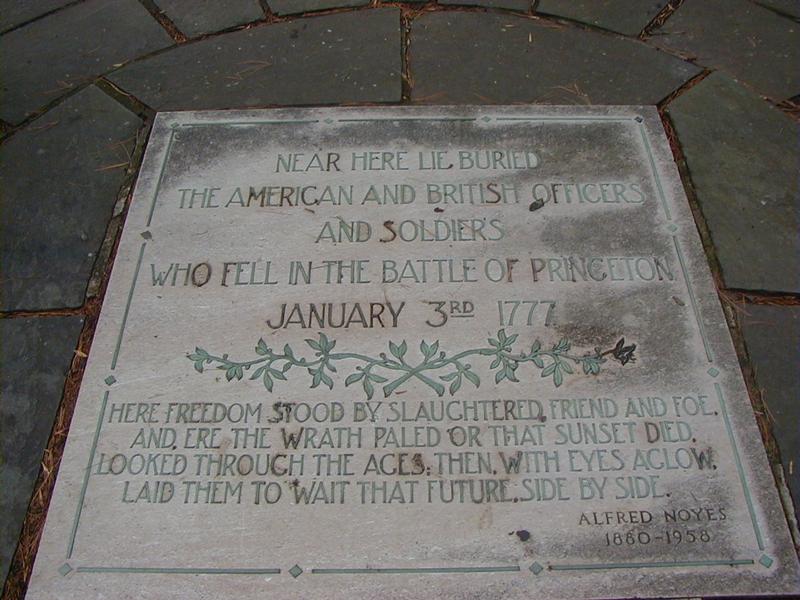 NEAR HERE LIE BURIED
THE AMERICAN AND BRITISH OFFICERS
AND SOLDIERS
WHO FELL IN THE BATTLE OF PRINCETON
JANUARY 3RD 1777
HERE FREEDOM STOOD BY SLAUGHTERED FRIEND AND FOE,
AND, ERE THE WRATH PALED OR THAT SUNSET DIED,
LOOKED THROUGH THE AGES; THEN, WITH EYES AGLOW,
LAID THEM TO WAIT THAT FUTURE, SIDE BY SIDE.
ALFRED NOYES
1880-1958